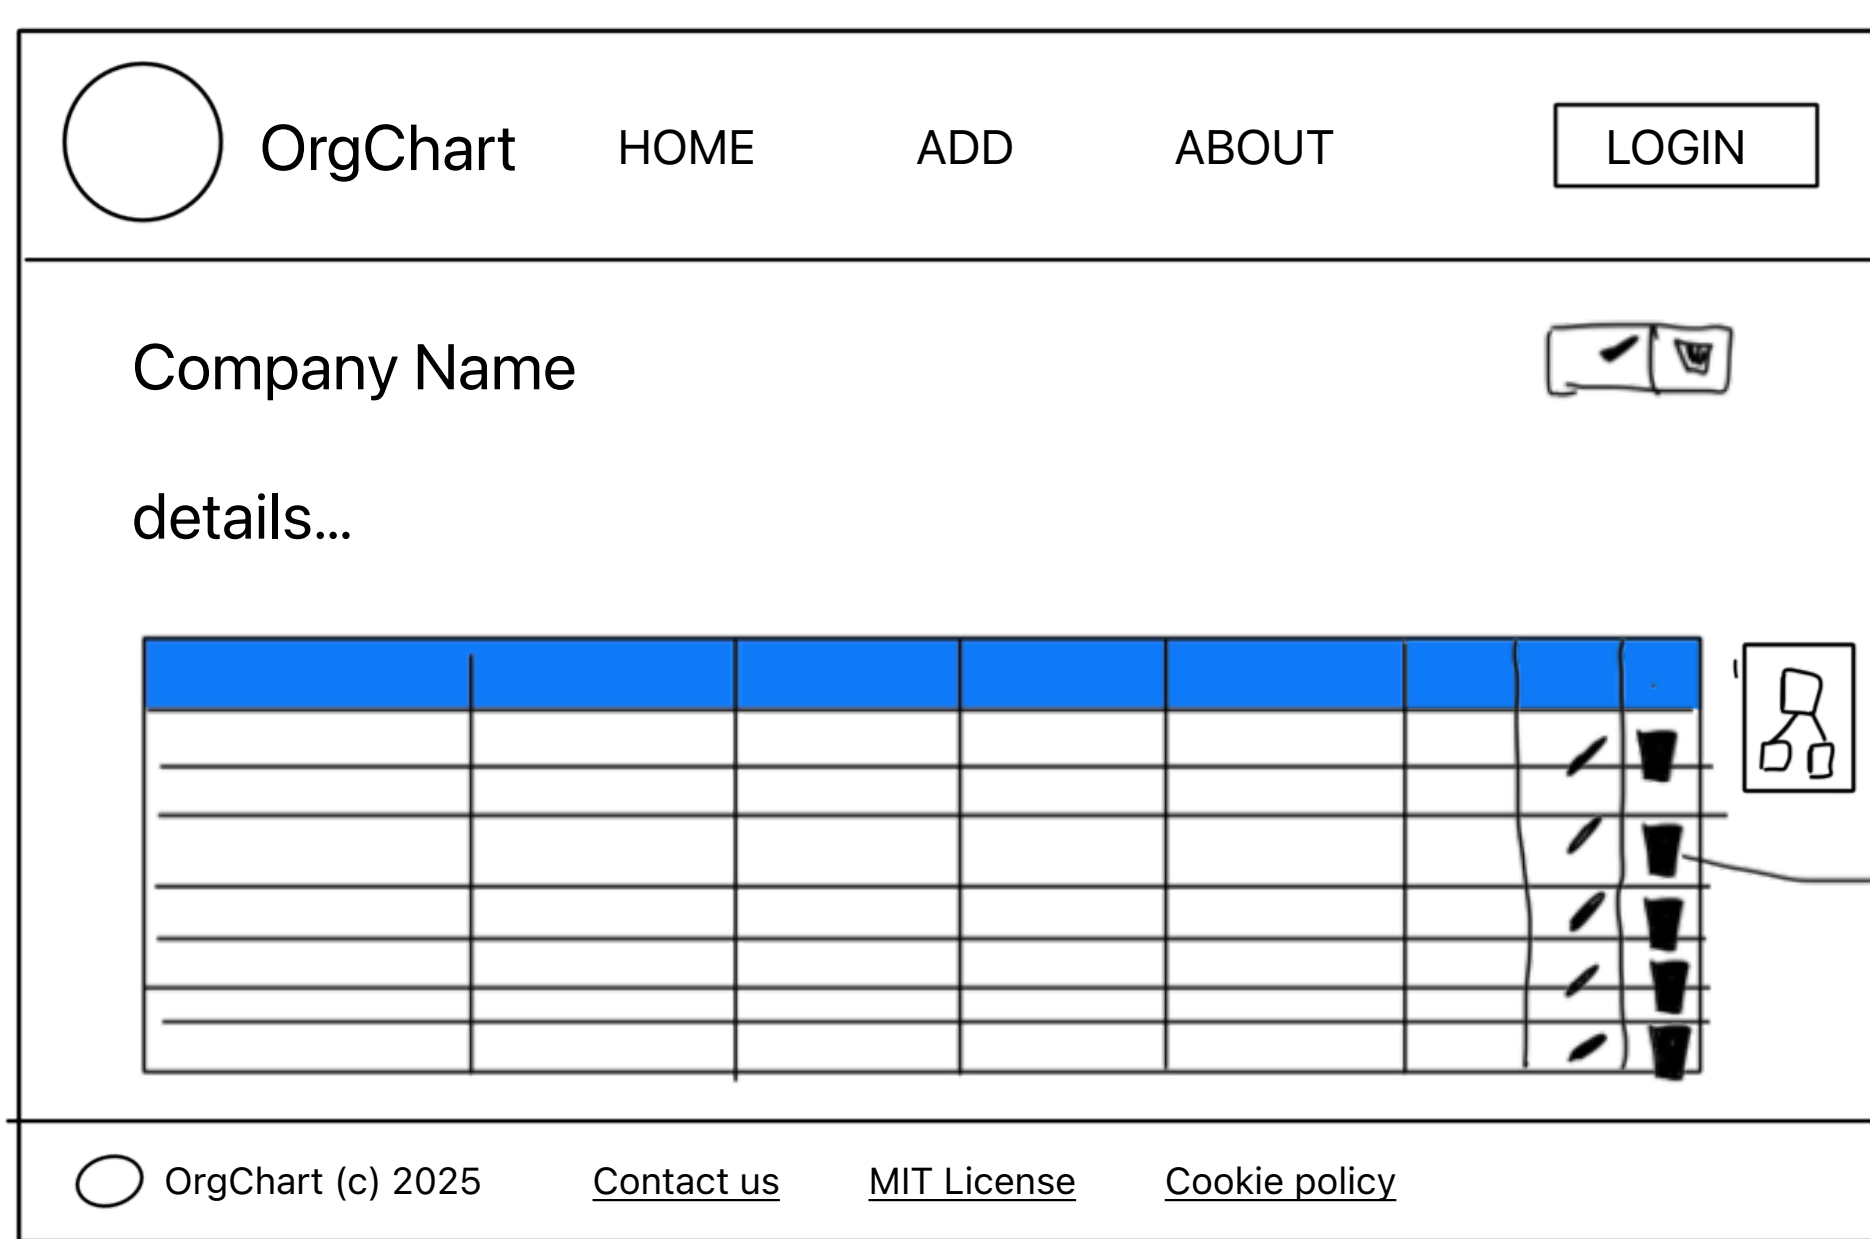 OrgChart HOME ADD ABOUT LOGIN
Company Name
details...
OrgChart (c) 2025 Contact us MIT License Cookie policy